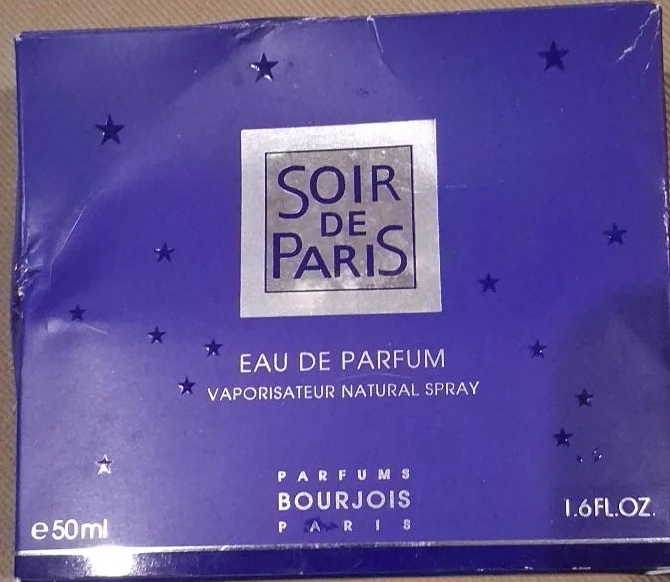 SOIR
DE
PARIS
EAU DE PARFUM
VAPORISATEUR NATURAL SPRAY
PARFUMS
BOURJOIS
PARIS
e50ml
1.6FL.OZ.